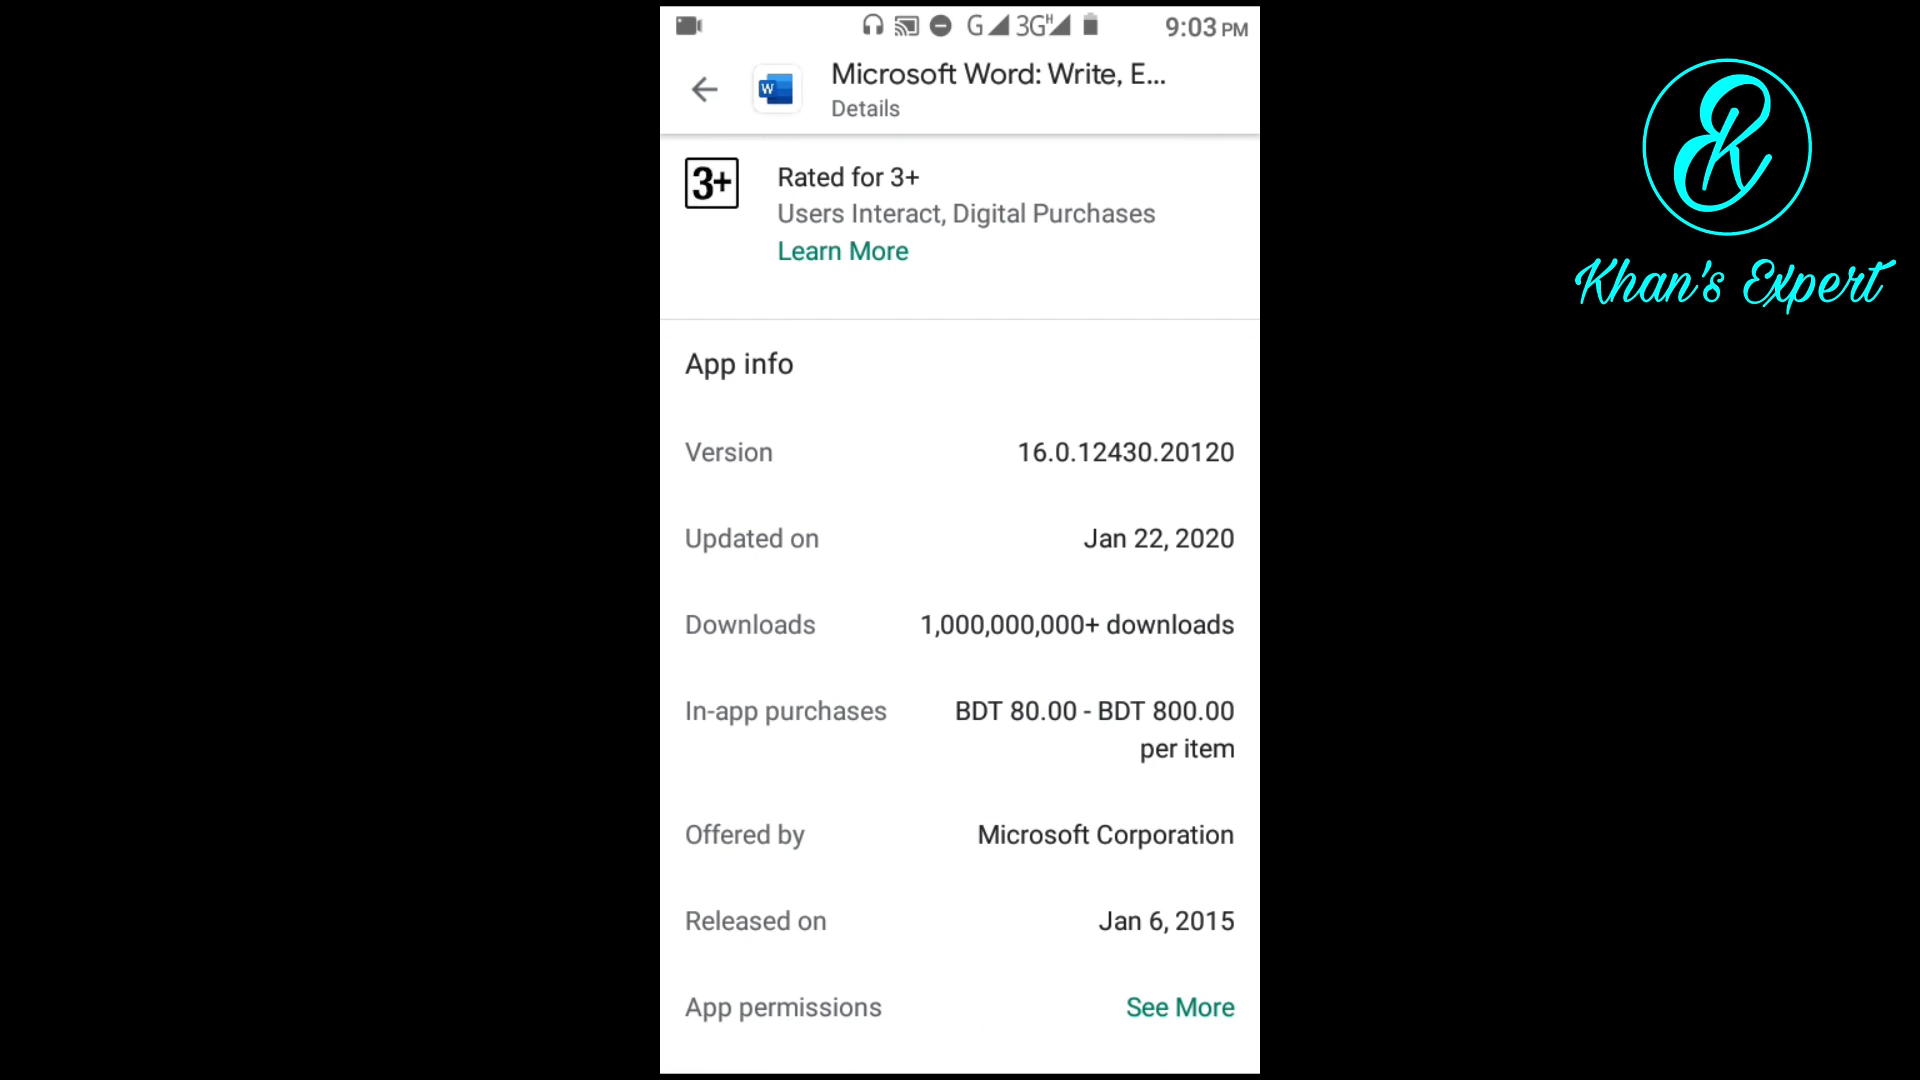 G 3G H 9:03 PM
Microsoft Word: Write, E...
Details
3+
Rated for 3+
Users Interact, Digital Purchases
Learn More
App info
Version 16.0.12430.20120
Updated on Jan 22, 2020
Downloads 1,000,000,000+ downloads
In-app purchases BDT 80.00 - BDT 800.00
per item
Offered by Microsoft Corporation
Released on Jan 6, 2015
App permissions See More
W
EK
Khan's Expert